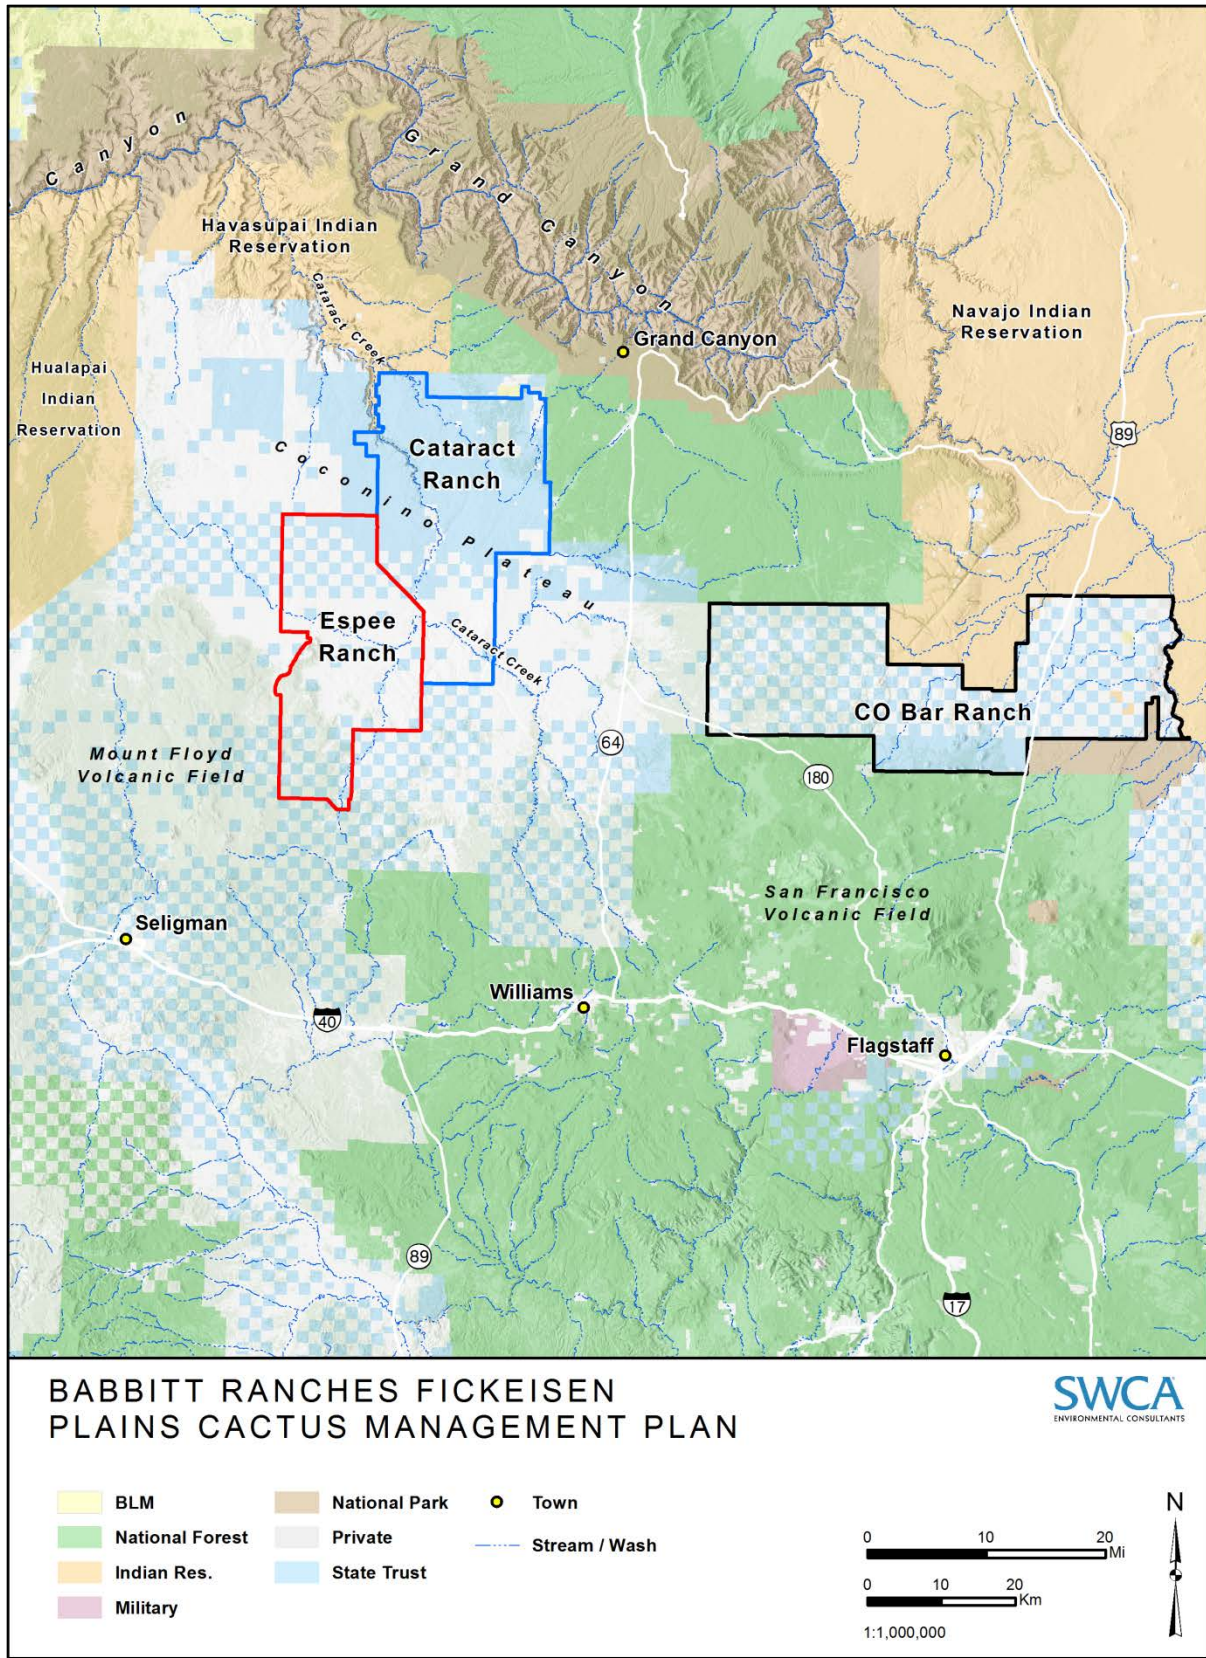 Canyon
Grand Canyon
Havasupai Indian
Reservation
Cataract Creek
Navajo Indian
Reservation
Grand Canyon
Hualapai
Indian
Reservation
89
Coconino Plateau
Cataract
Ranch
Espee
Ranch
Cataract Creek
CO Bar Ranch
64
Mount Floyd
Volcanic Field
180
San Francisco
Volcanic Field
Seligman
Williams
40
Flagstaff
89
17
BABBITT RANCHES FICKEISEN
PLAINS CACTUS MANAGEMENT PLAN
SWCA
ENVIRONMENTAL CONSULTANTS
BLM
National Forest
Indian Res.
Military
National Park
Private
State Trust
Town
Stream / Wash
0 10 20
Mi
0 10 20
Km
1:1,000,000
N